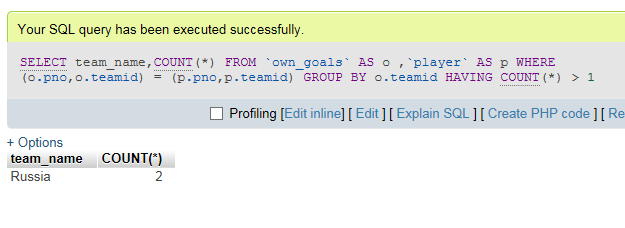 Your SQL query has been executed successfully.
SELECT team_name,COUNT(*) FROM `own_goals` AS o ,`player` AS p WHERE
(o.pno,o.teamid) = (p.pno,p.teamid) GROUP BY o.teamid HAVING COUNT(*) > 1
Profiling [Edit inline] [ Edit ] [ Explain SQL ] [ Create PHP code ] [ Re
+ Options
team_name COUNT(*)
Russia 2